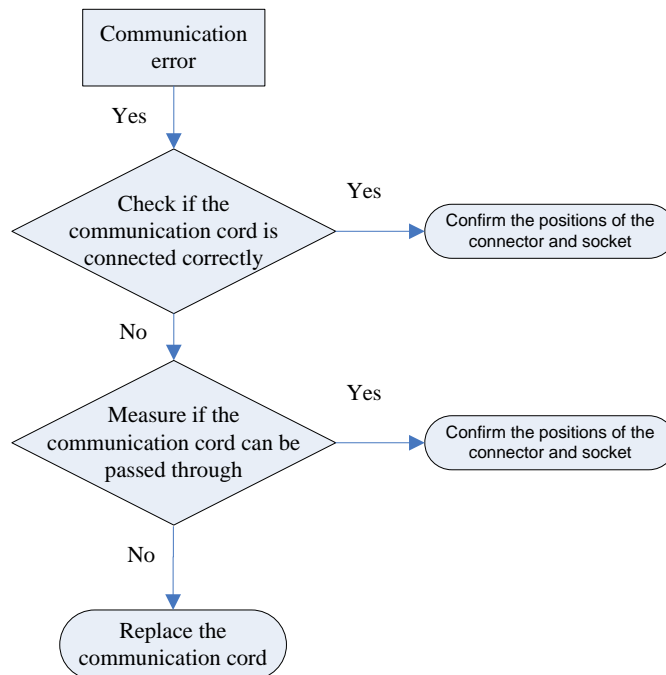 Communication
error
Yes
Check if the
communication cord is
connected correctly
Yes
Confirm the positions of the
connector and socket
No
Measure if the
communication cord can be
passed through
Yes
Confirm the positions of the
connector and socket
No
Replace the
communication cord